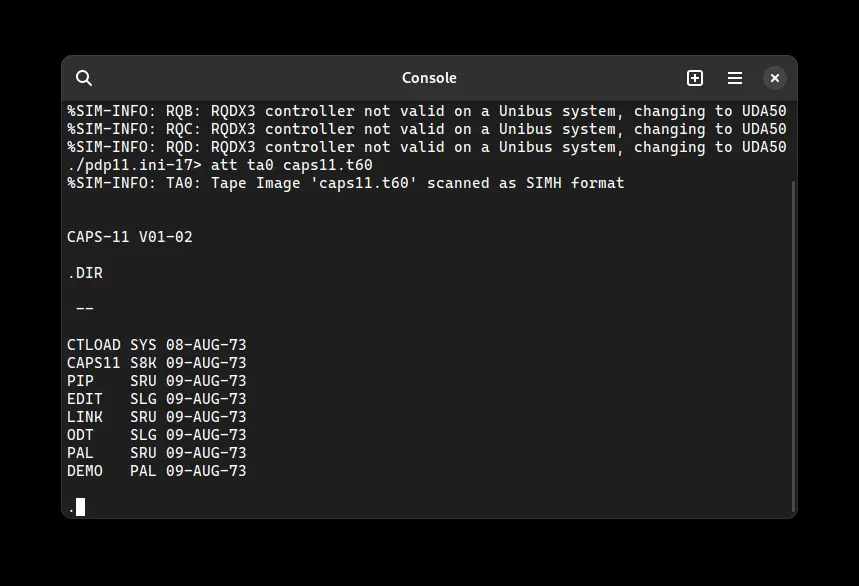 Console
%SIM-INFO: RQB: RQDX3 controller not valid on a Unibus system, changing to UDA50
%SIM-INFO: RQC: RQDX3 controller not valid on a Unibus system, changing to UDA50
%SIM-INFO: RQD: RQDX3 controller not valid on a Unibus system, changing to UDA50
./pdp11.ini-17> att ta0 caps11.t60
%SIM-INFO: TA0: Tape Image 'caps11.t60' scanned as SIMH format
CAPS-11 V01-02
.DIR
--
CTLOAD SYS 08-AUG-73
CAPS11 S8K 09-AUG-73
PIP    SRU 09-AUG-73
EDIT   SLG 09-AUG-73
LINK   SRU 09-AUG-73
ODT    SLG 09-AUG-73
PAL    SRU 09-AUG-73
DEMO   PAL 09-AUG-73
.